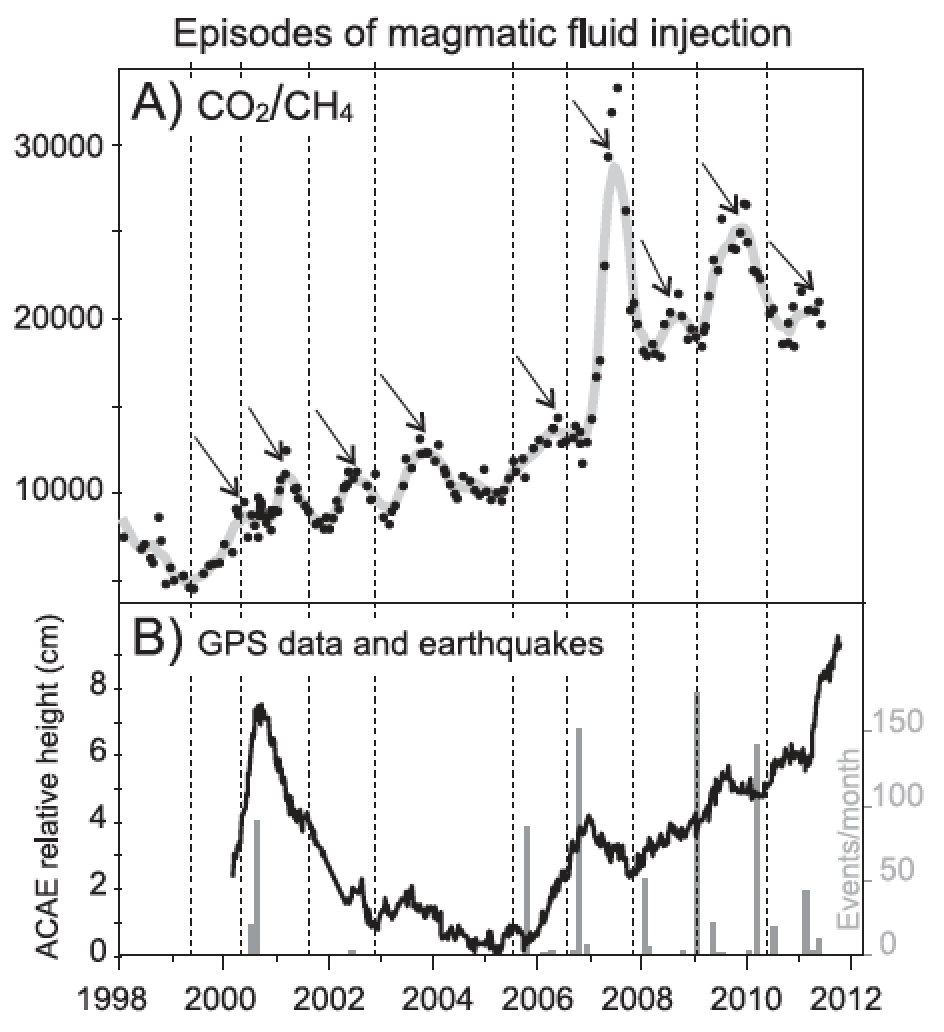 Episodes of magmatic fluid injection
A) CO₂/CH₄
30000
20000
10000
B) GPS data and earthquakes
ACAE relative height (cm)
8
6
4
2
0
Events/month
150
100
50
0
1998 2000 2002 2004 2006 2008 2010 2012